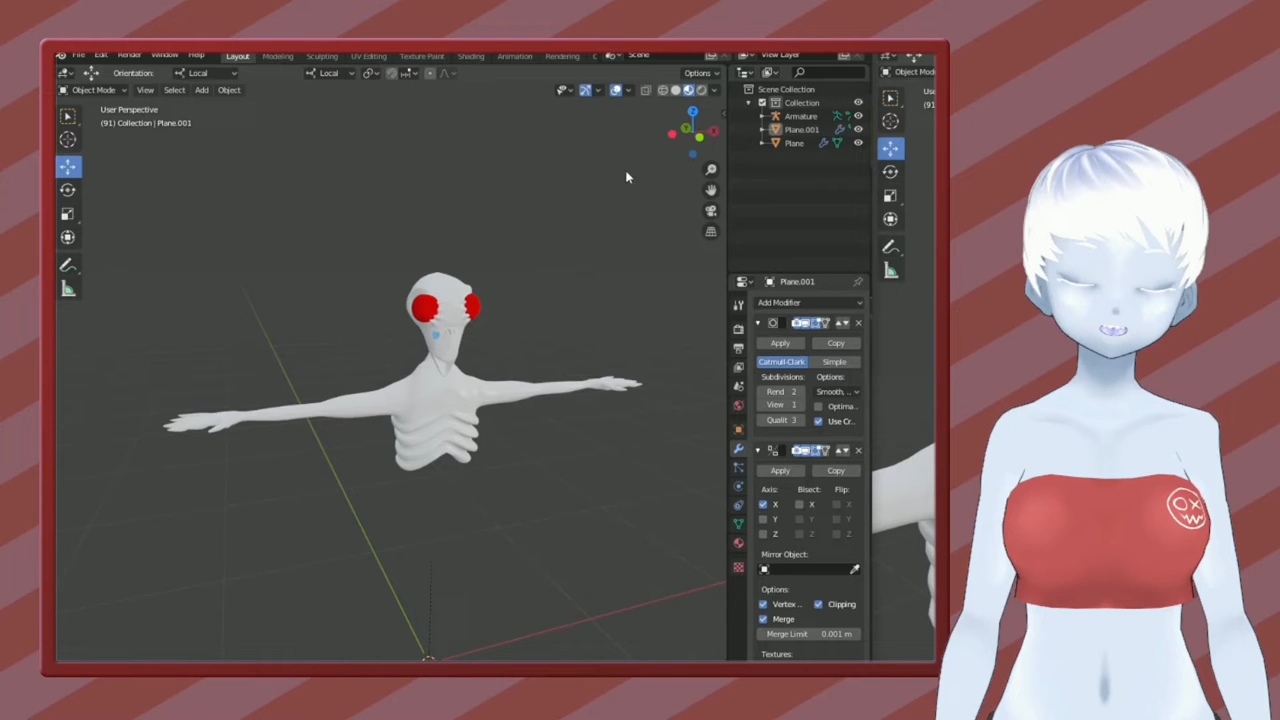 File Edit Render Window Help Layout Modeling Sculpting UV Editing Texture Paint Shading Animation Rendering C Scene View Layer
Orientation: Local Local Options
Object Mode View Select Add Object
User Perspective
(91) Collection | Plane.001
Scene Collection
Collection
Armature
Plane.001
Plane
Plane.001
Add Modifier
Apply Copy
Catmull-Clark Simple
Subdivisions: Options:
Rend 2 Smooth, ..
View 1 Optima..
Qualit 3 Use Cr..
Apply Copy
Axis: Bisect: Flip:
X X X
Y Y Y
Z Z Z
Mirror Object:
Options:
Vertex .. Clipping
Merge
Merge Limit 0.001 m
Textures:
Object Mod
Use
(91
Z